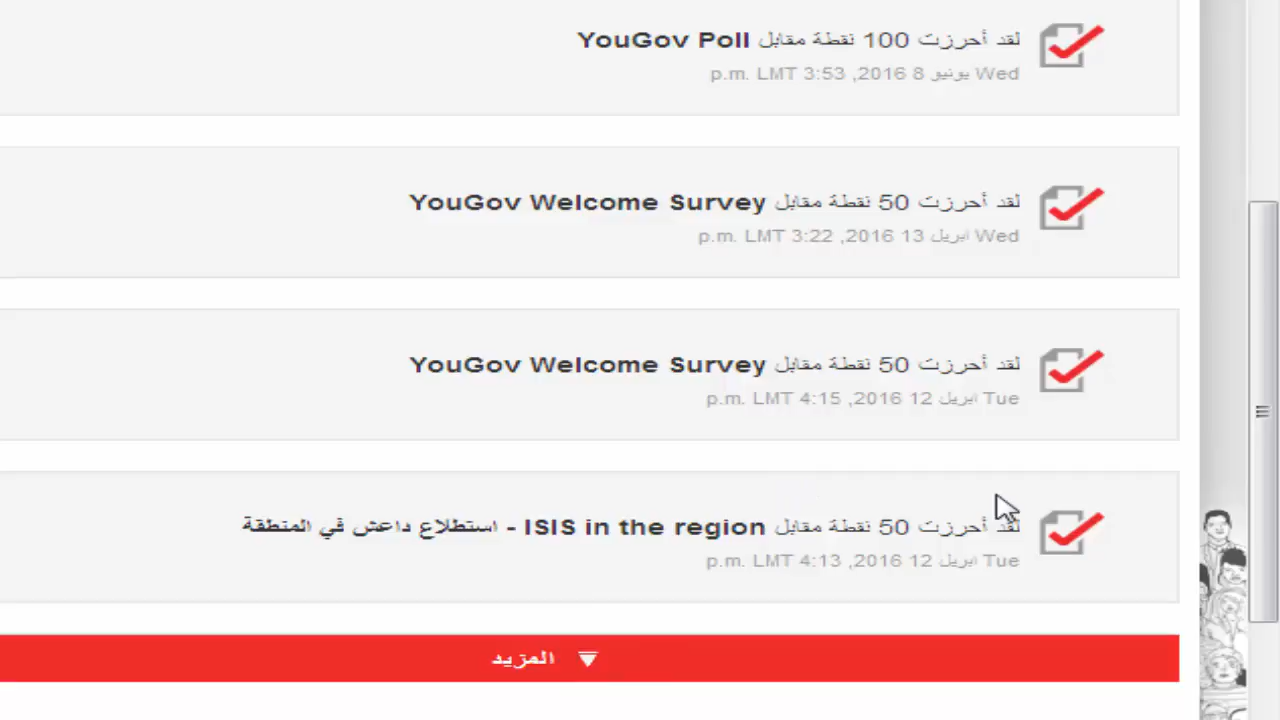 لقد أحرزت 100 نقطة مقابل YouGov Poll
Wed يونيو 8 2016, 3:53 p.m. LMT
لقد أحرزت 50 نقطة مقابل YouGov Welcome Survey
Wed ابريل 13 2016, 3:22 p.m. LMT
لقد أحرزت 50 نقطة مقابل YouGov Welcome Survey
Tue ابريل 12 2016, 4:15 p.m. LMT
لقد أحرزت 50 نقطة مقابل ISIS in the region - استطلاع داعش في المنطقة
Tue ابريل 12 2016, 4:13 p.m. LMT
المزيد